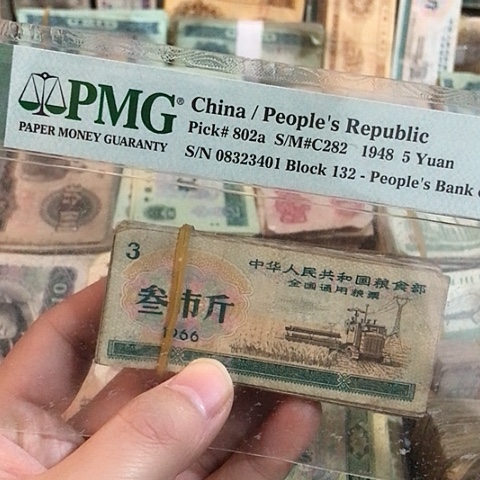 PMG®
PAPER MONEY GUARANTY
China / People's Republic
Pick# 802a S/M#C282 1948 5 Yuan
S/N 08323401 Block 132 - People's Bank
3
中华人民共和国粮食部
全国通用粮票
叁市斤
1966